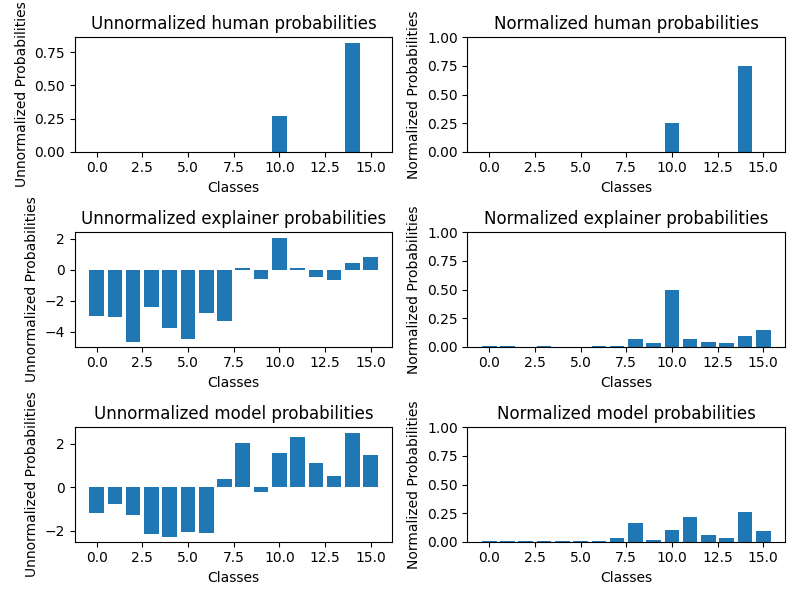 Unnormalized human probabilities
Unnormalized Probabilities
0.75
0.50
0.25
0.00
0.0 2.5 5.0 7.5 10.0 12.5 15.0
Classes
Normalized human probabilities
Normalized Probabilities
1.00
0.75
0.50
0.25
0.00
0.0 2.5 5.0 7.5 10.0 12.5 15.0
Classes
Unnormalized explainer probabilities
Unnormalized Probabilities
2
0
−2
−4
0.0 2.5 5.0 7.5 10.0 12.5 15.0
Classes
Normalized explainer probabilities
Normalized Probabilities
1.00
0.75
0.50
0.25
0.00
0.0 2.5 5.0 7.5 10.0 12.5 15.0
Classes
Unnormalized model probabilities
Unnormalized Probabilities
2
0
−2
0.0 2.5 5.0 7.5 10.0 12.5 15.0
Classes
Normalized model probabilities
Normalized Probabilities
1.00
0.75
0.50
0.25
0.00
0.0 2.5 5.0 7.5 10.0 12.5 15.0
Classes